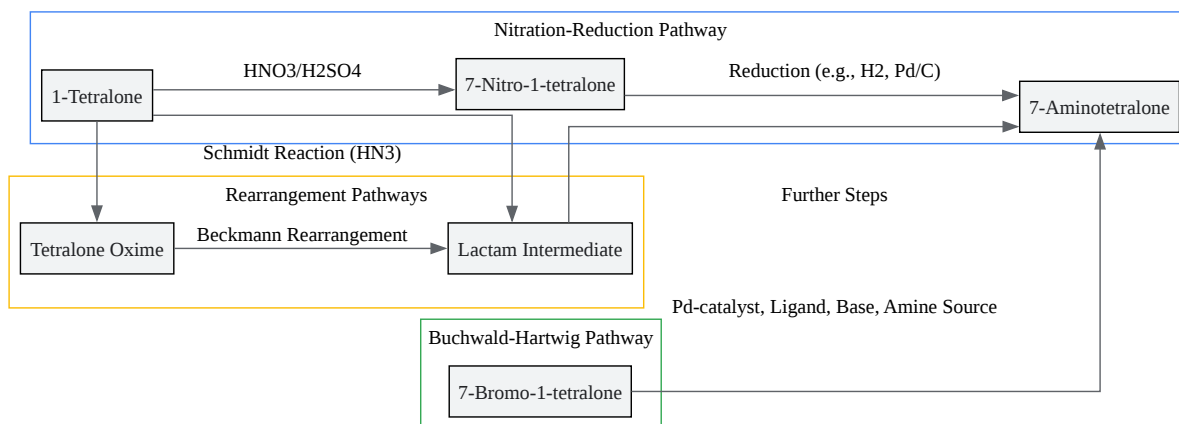 Nitration-Reduction Pathway
HNO3/H2SO4
Reduction (e.g., H2, Pd/C)
1-Tetralone
7-Nitro-1-tetralone
7-Aminotetralone
Schmidt Reaction (HN3)
Rearrangement Pathways
Further Steps
Tetralone Oxime
Beckmann Rearrangement
Lactam Intermediate
Pd-catalyst, Ligand, Base, Amine Source
Buchwald-Hartwig Pathway
7-Bromo-1-tetralone